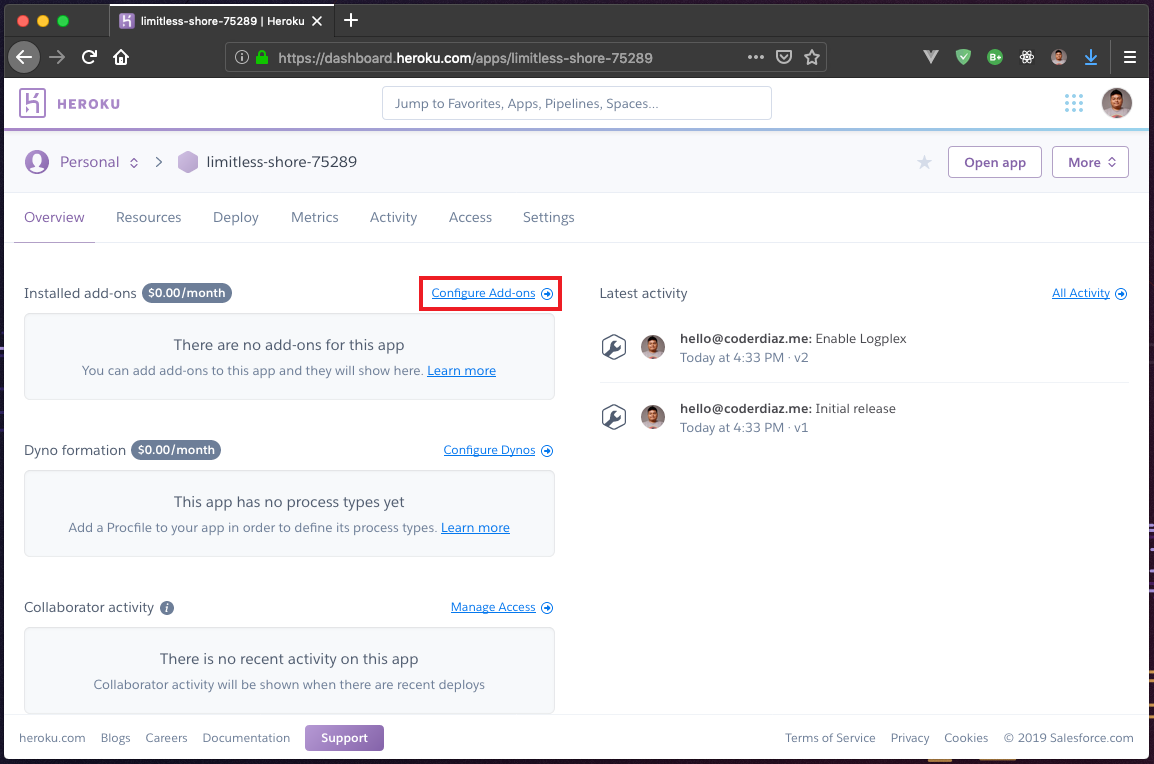 limitless-shore-75289 | Heroku
https://dashboard.heroku.com/apps/limitless-shore-75289
B+
HEROKU
Jump to Favorites, Apps, Pipelines, Spaces...
Personal
limitless-shore-75289
Open app
More
Overview Resources Deploy Metrics Activity Access Settings
Installed add-ons $0.00/month Configure Add-ons
There are no add-ons for this app
You can add add-ons to this app and they will show here. Learn more
Dyno formation $0.00/month Configure Dynos
This app has no process types yet
Add a Procfile to your app in order to define its process types. Learn more
Collaborator activity Manage Access
There is no recent activity on this app
Collaborator activity will be shown when there are recent deploys
Latest activity All Activity
hello@coderdiaz.me: Enable Logplex
Today at 4:33 PM · v2
hello@coderdiaz.me: Initial release
Today at 4:33 PM · v1
heroku.com Blogs Careers Documentation Support Terms of Service Privacy Cookies © 2019 Salesforce.com